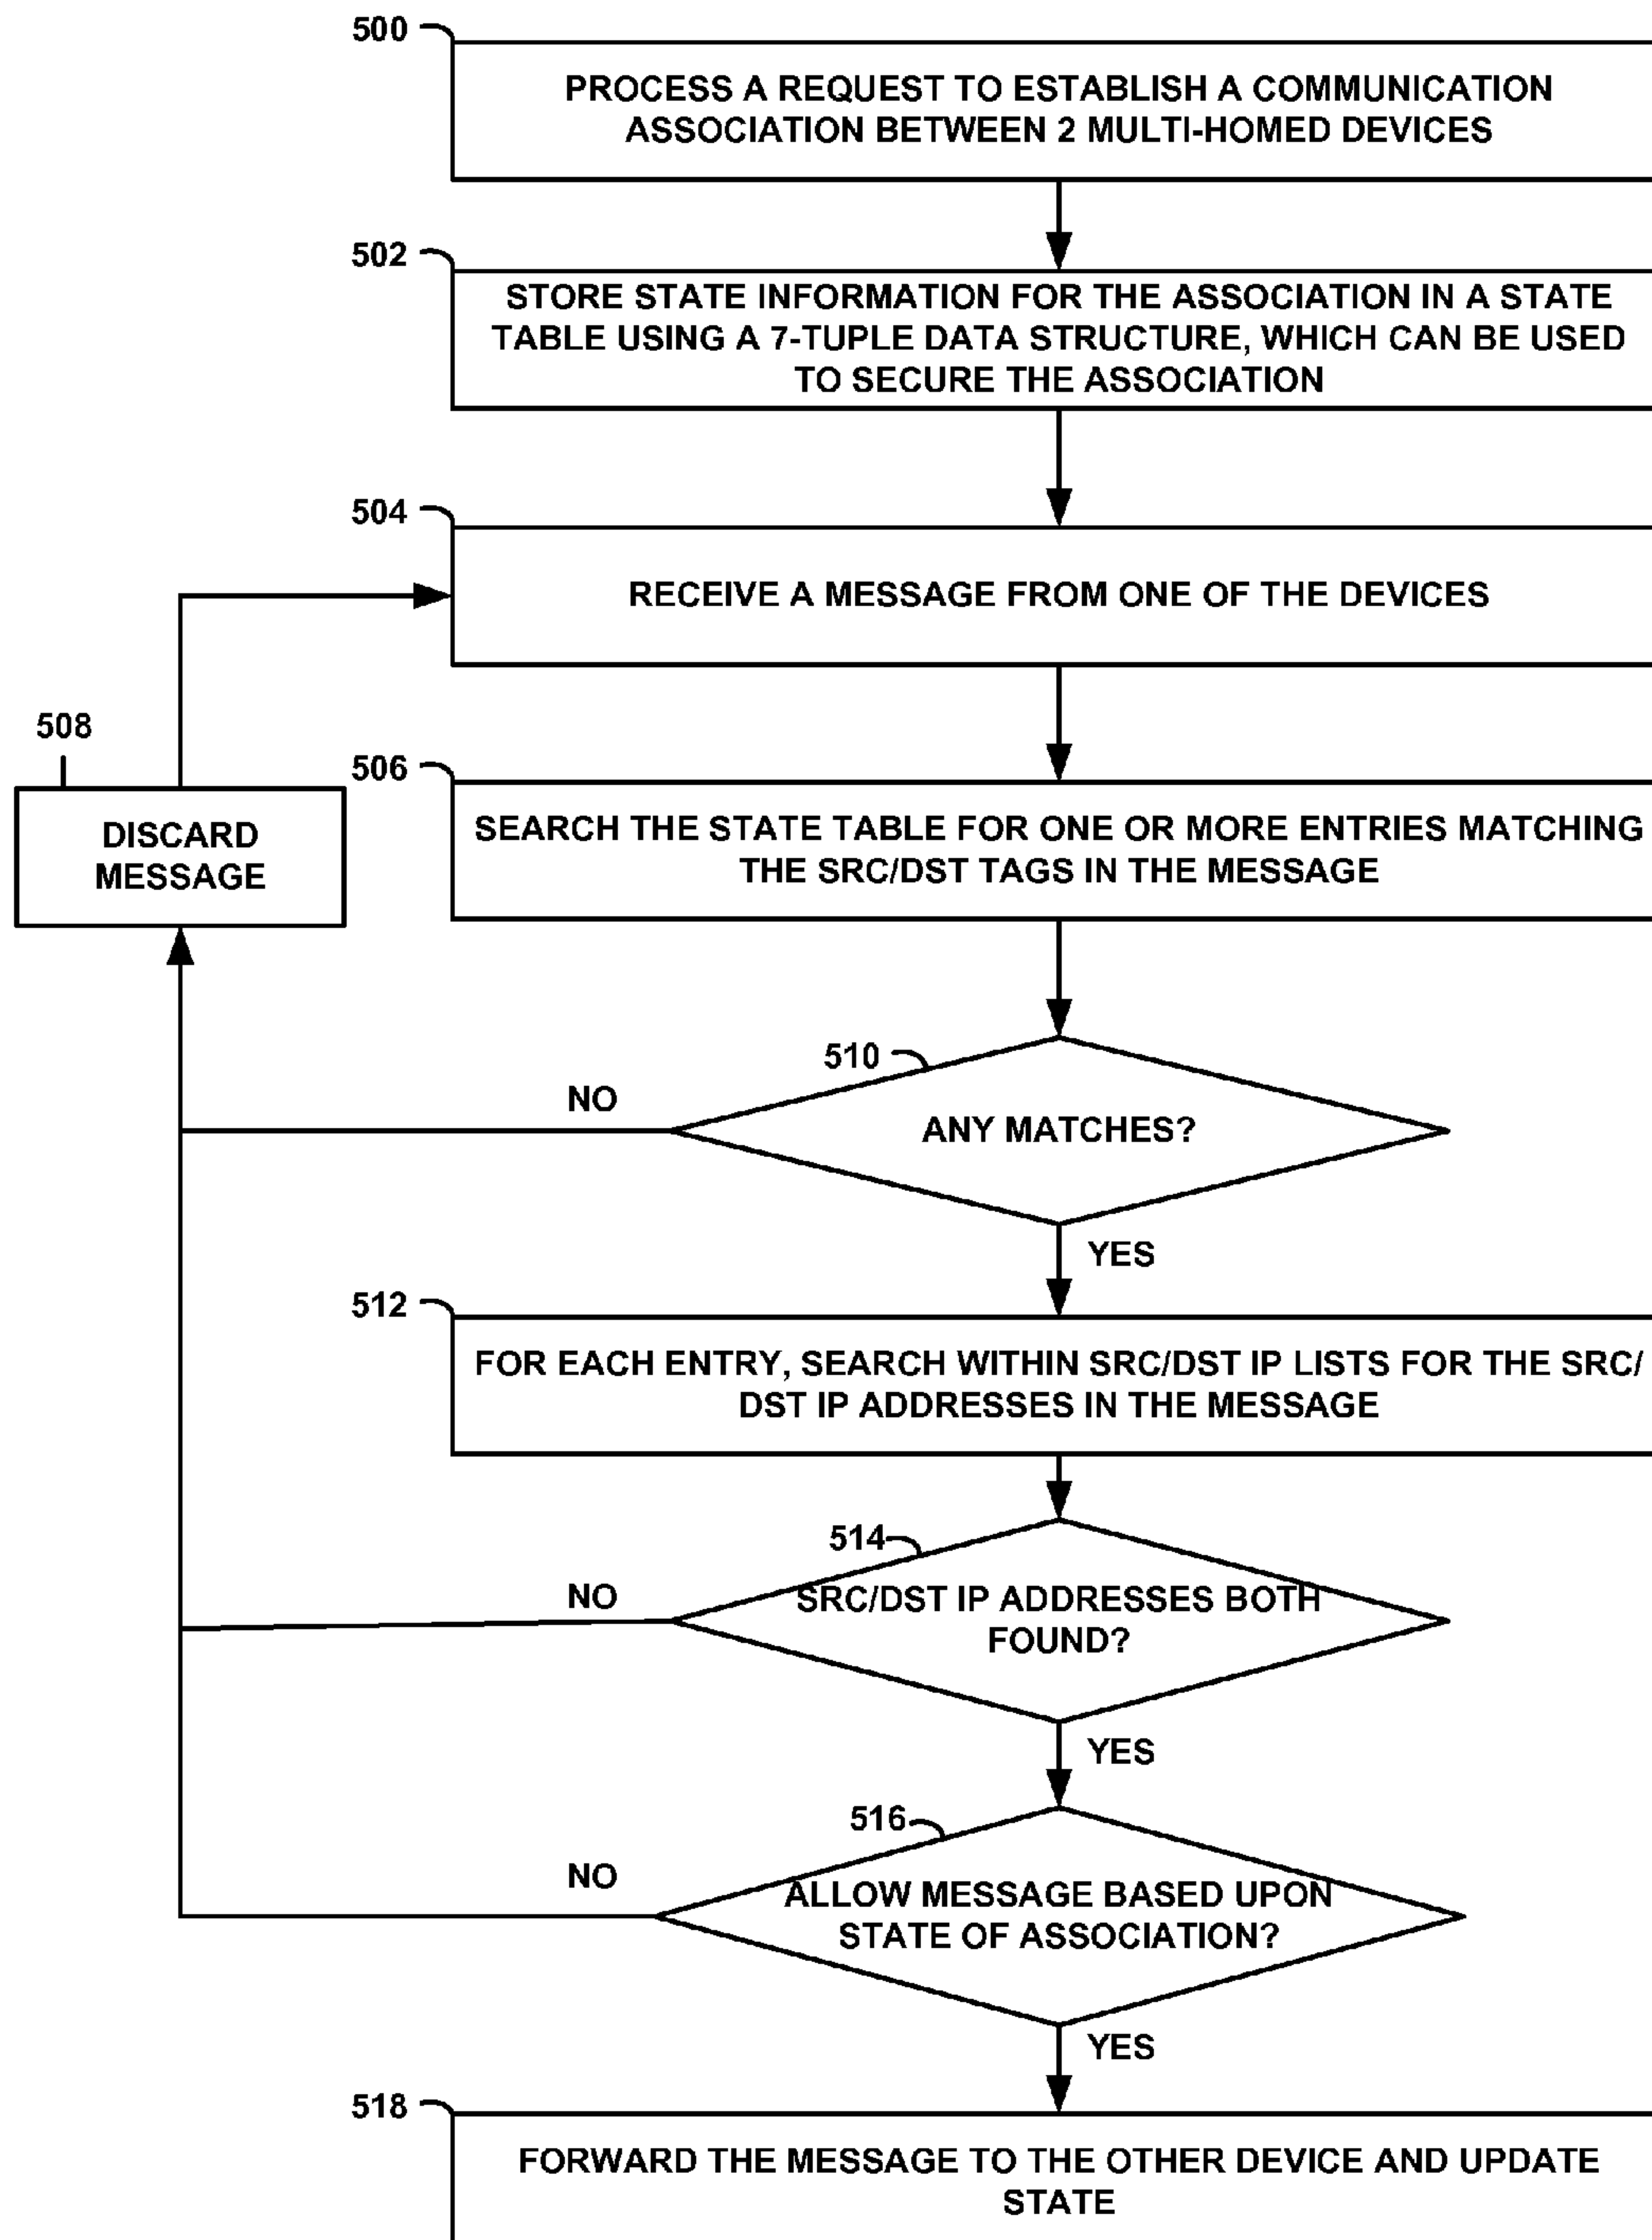 500
PROCESS A REQUEST TO ESTABLISH A COMMUNICATION
ASSOCIATION BETWEEN 2 MULTI-HOMED DEVICES
502
STORE STATE INFORMATION FOR THE ASSOCIATION IN A STATE
TABLE USING A 7-TUPLE DATA STRUCTURE, WHICH CAN BE USED
TO SECURE THE ASSOCIATION
504
RECEIVE A MESSAGE FROM ONE OF THE DEVICES
508
DISCARD
MESSAGE
506
SEARCH THE STATE TABLE FOR ONE OR MORE ENTRIES MATCHING
THE SRC/DST TAGS IN THE MESSAGE
510
NO
ANY MATCHES?
YES
512
FOR EACH ENTRY, SEARCH WITHIN SRC/DST IP LISTS FOR THE SRC/
DST IP ADDRESSES IN THE MESSAGE
514
NO
SRC/DST IP ADDRESSES BOTH
FOUND?
YES
516
NO
ALLOW MESSAGE BASED UPON
STATE OF ASSOCIATION?
YES
518
FORWARD THE MESSAGE TO THE OTHER DEVICE AND UPDATE
STATE